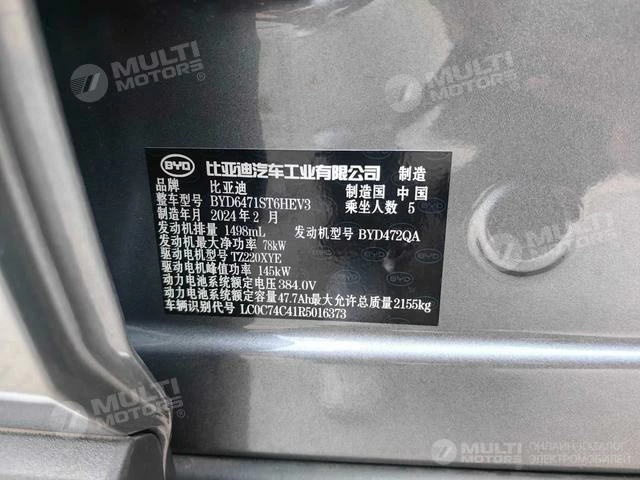 MULTI
MOTORS
MULTI
MOTORS
BYD 比亚迪汽车工业有限公司 制造
品牌 比亚迪 制造国 中国
整车型号 BYD6471ST6HEV3 乘坐人数 5
制造年月 2024年2月
发动机排量 1498mL 发动机型号 BYD472QA
发动机最大净功率 78kW
驱动电机型号 TZ220XYE
驱动电机峰值功率 145kW
动力电池系统额定电压 384.0V
动力电池系统额定容量 47.7Ah 最大允许总质量 2155kg
车辆识别代号 LC0C74C41R5016373
MULTI
MOTORS
MULTI
MOTORS
ОНЛАЙН-КАТАЛОГ
ЭЛЕКТРОМОБИЛЕЙ